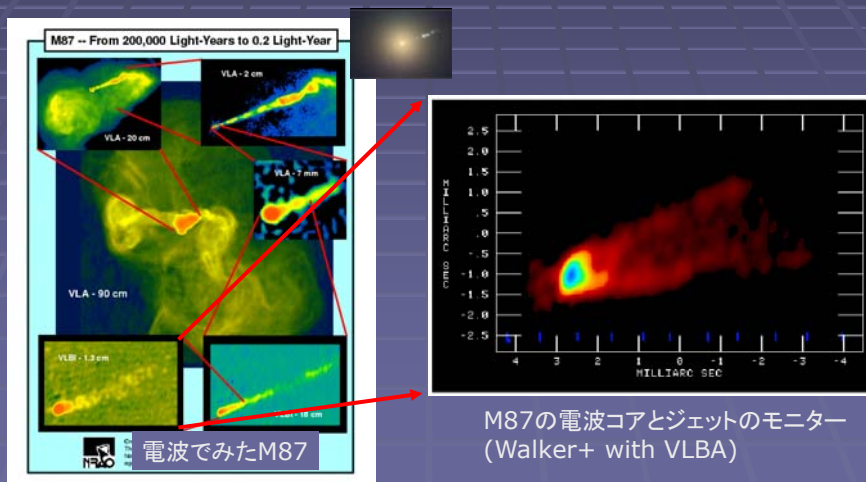 M87 -- From 200,000 Light-Years to 0.2 Light-Year
VLA - 20 cm
VLA - 2 cm
VLA - 7 mm
VLA - 90 cm
VLBI - 1.3 cm
VLBI - 18 cm
NRAO
電波でみたM87
MILLIARC SEC
2.5
2.0
1.5
1.0
.5
.0
-.5
-1.0
-1.5
-2.0
-2.5
4 3 2 1 0 -1 -2 -3 -4
MILLIARC SEC
M87の電波コアとジェットのモニター
(Walker+ with VLBA)